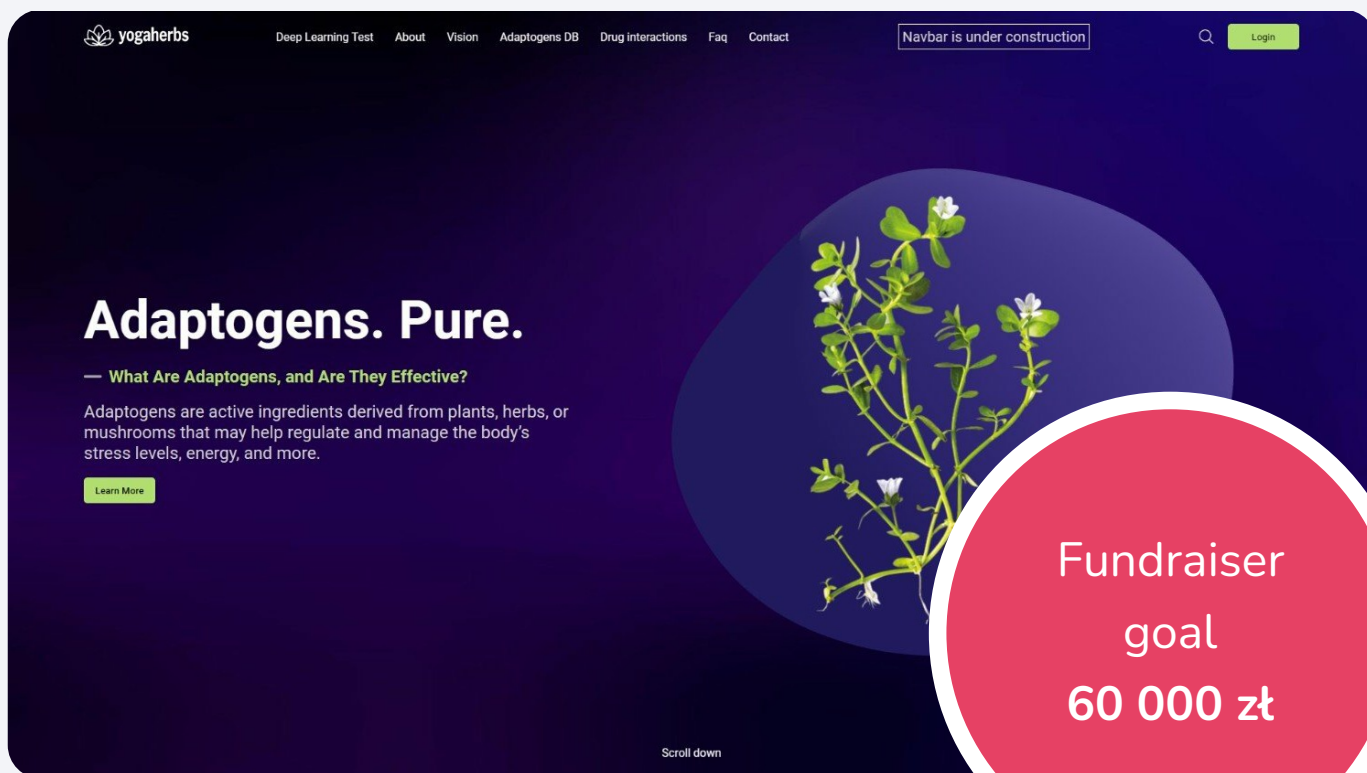 yogaherbs
Deep Learning Test
About
Vision
Adaptogens DB
Drug interactions
Faq
Contact
Navbar is under construction
Login
Adaptogens. Pure.
— What Are Adaptogens, and Are They Effective?
Adaptogens are active ingredients derived from plants, herbs, or
mushrooms that may help regulate and manage the body's
stress levels, energy, and more.
Learn More
Fundraiser
goal
60 000 zł
Scroll down